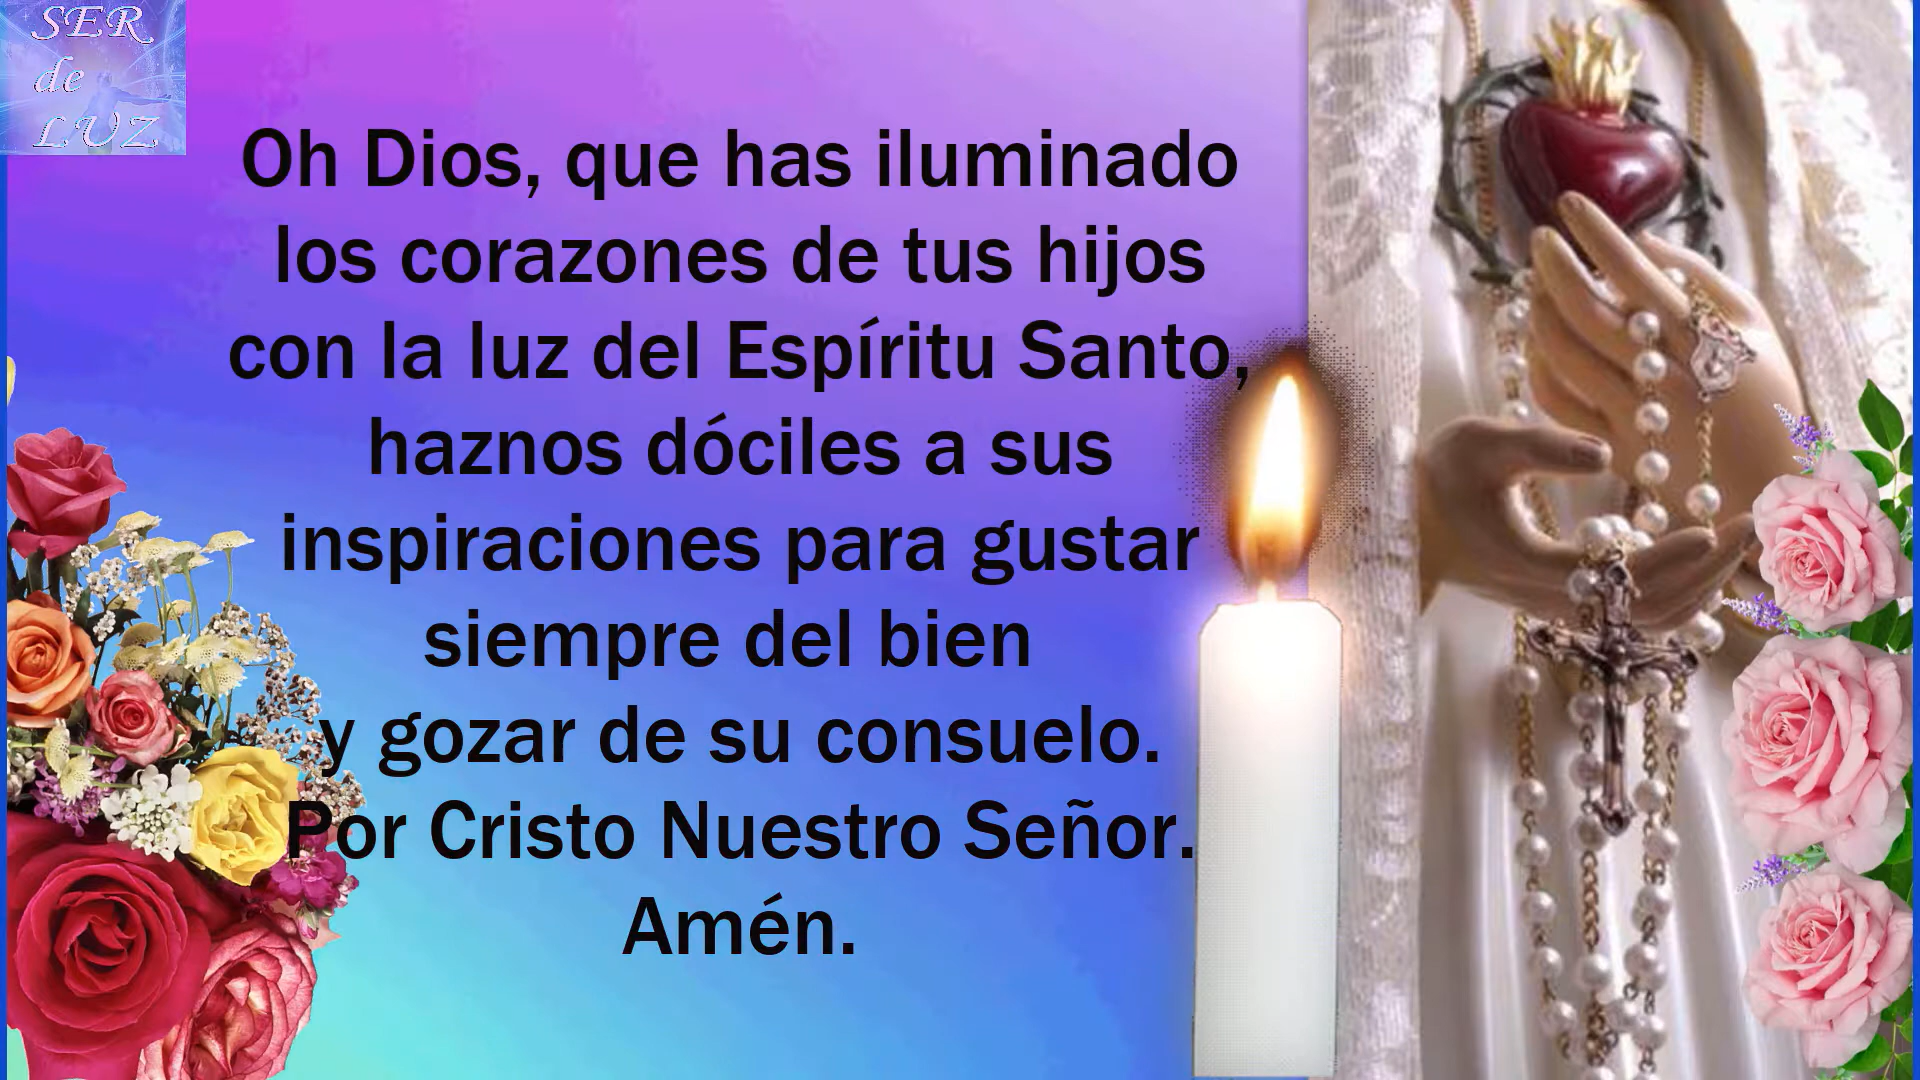 SER
de
LUZ
Oh Dios, que has iluminado
los corazones de tus hijos
con la luz del Espíritu Santo,
haznos dóciles a sus
inspiraciones para gustar
siempre del bien
y gozar de su consuelo.
Por Cristo Nuestro Señor.
Amén.